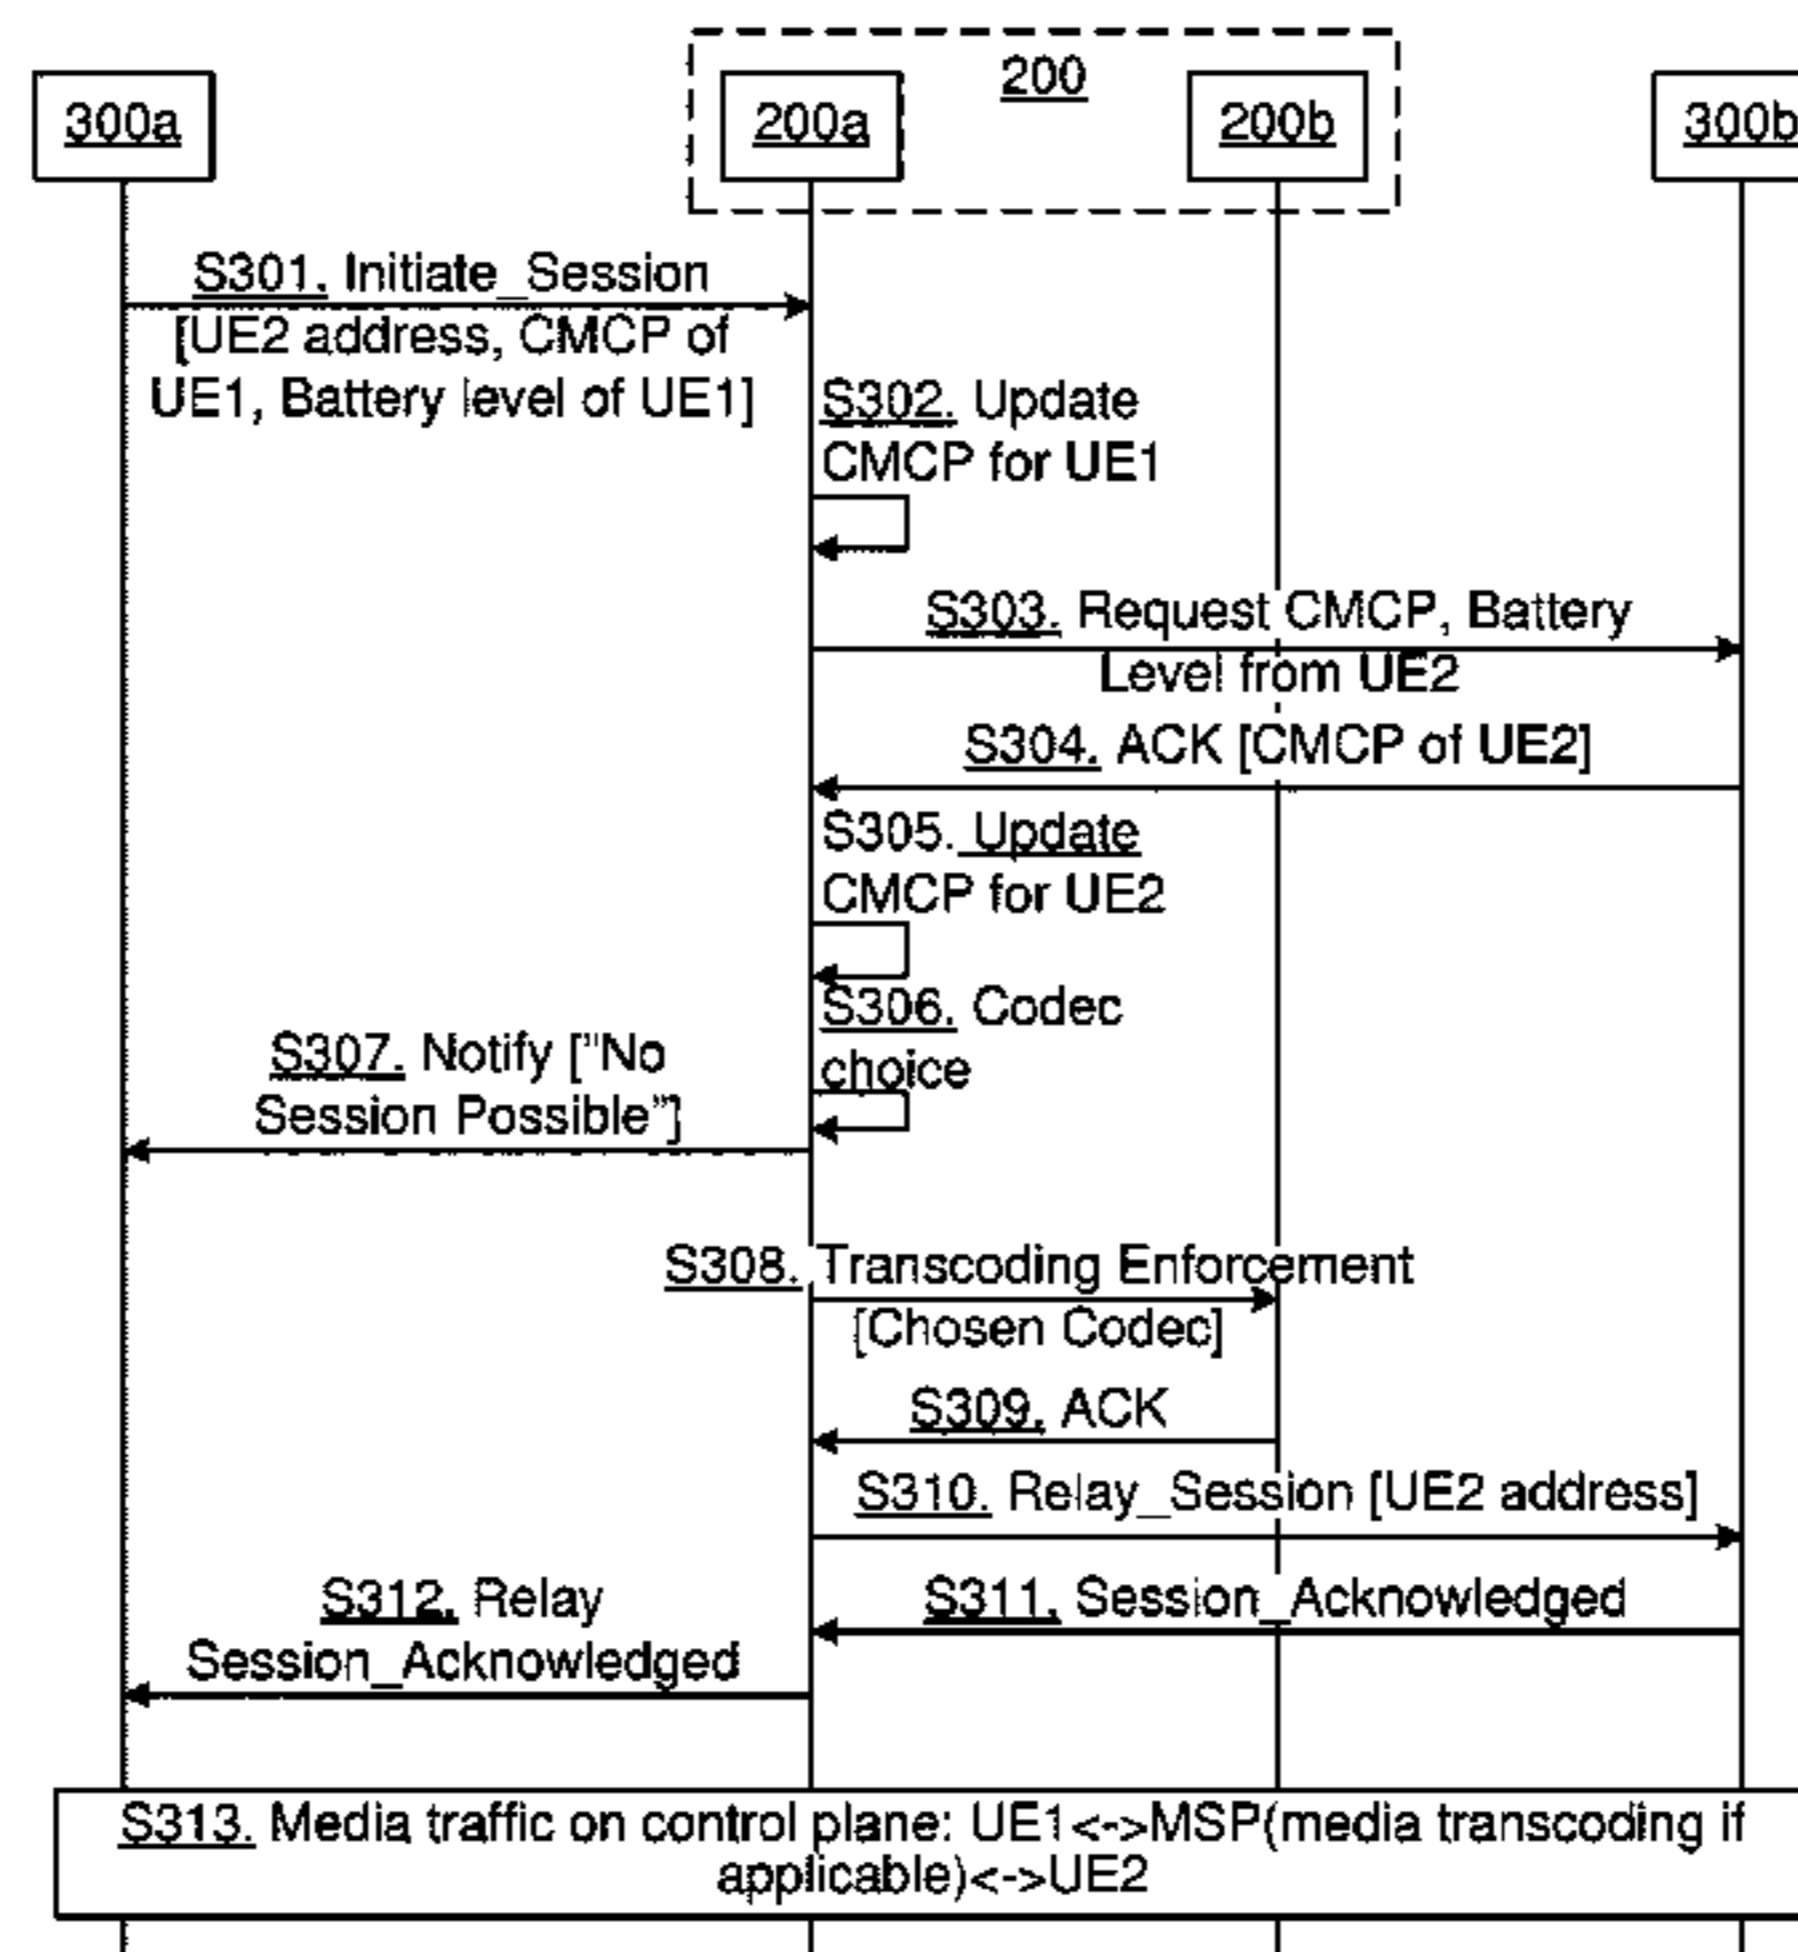 200
300a
200a
200b
300b
S301. Initiate_Session
[UE2 address, CMCP of
UE1, Battery level of UE1]
S302. Update
CMCP for UE1
S303. Request CMCP, Battery
Level from UE2
S304. ACK [CMCP of UE2]
S305. Update
CMCP for UE2
S306. Codec
choice
S307. Notify ["No
Session Possible"]
S308. Transcoding Enforcement
[Chosen Codec]
S309. ACK
S310. Relay_Session [UE2 address]
S311. Session_Acknowledged
S312. Relay
Session_Acknowledged
S313. Media traffic on control plane: UE1<->MSP(media transcoding if
applicable)<->UE2